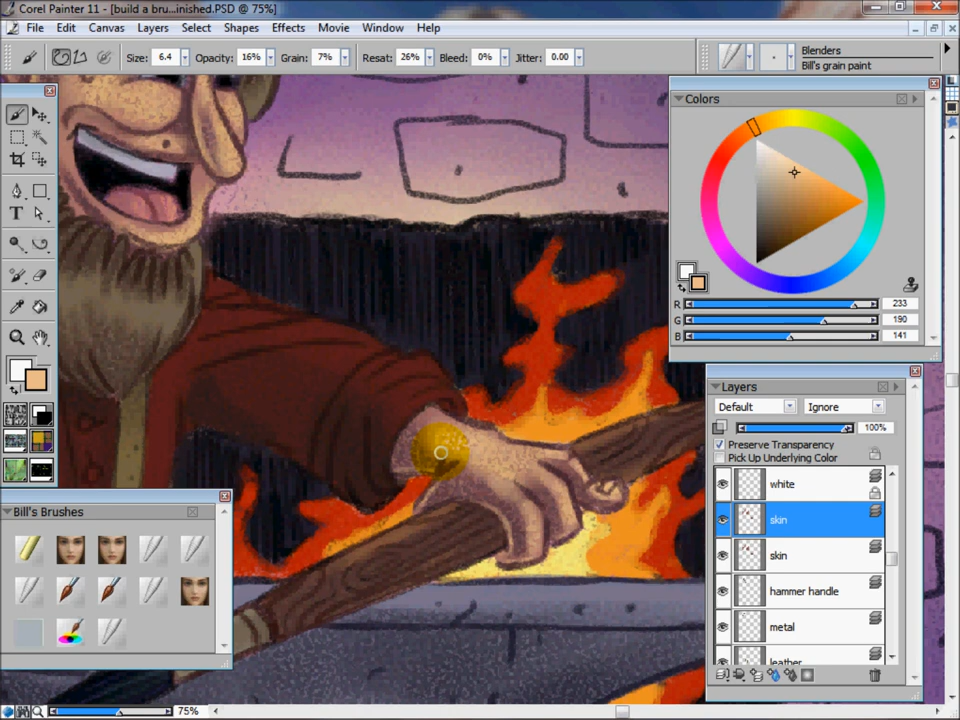 Corel Painter 11 - [build a bru...inished.PSD @ 75%]
File Edit Canvas Layers Select Shapes Effects Movie Window Help
Size: 6.4 Opacity: 16% Grain: 7% Resat: 26% Bleed: 0% Jitter: 0.00
Blenders
Bill's grain paint
Colors
R 233
G 190
B 141
Layers
Default Ignore
100%
Preserve Transparency
Pick Up Underlying Color
white
skin
skin
hammer handle
metal
leather
Bill's Brushes
75%